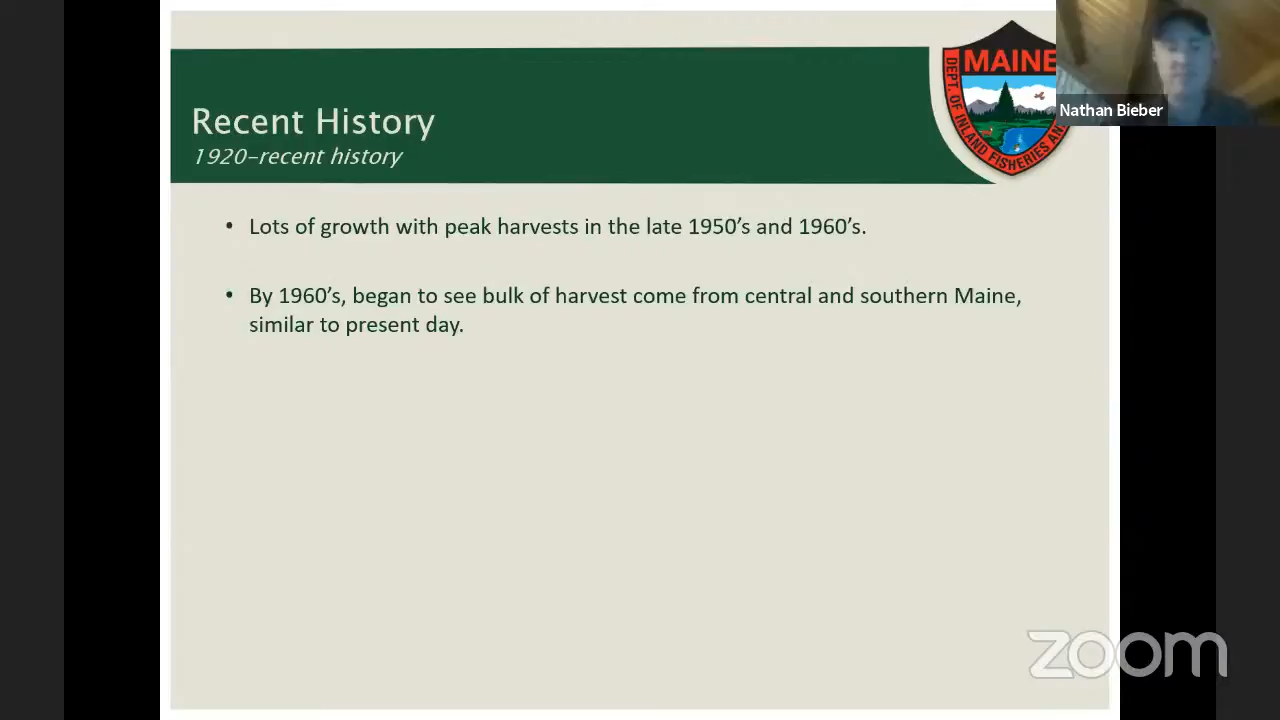 MAINE
DEPT. OF INLAND FISHERIES AN
Nathan Bieber
Recent History
1920-recent history
• Lots of growth with peak harvests in the late 1950's and 1960's.
• By 1960's, began to see bulk of harvest come from central and southern Maine,
similar to present day.
zoom